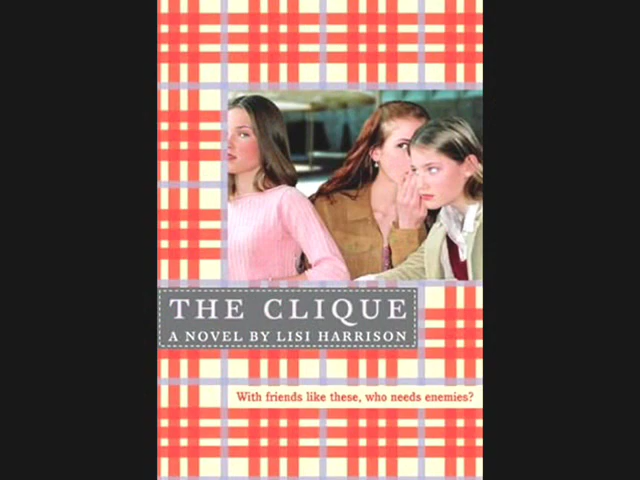 THE CLIQUE
A NOVEL BY LISI HARRISON
With friends like these, who needs enemies?